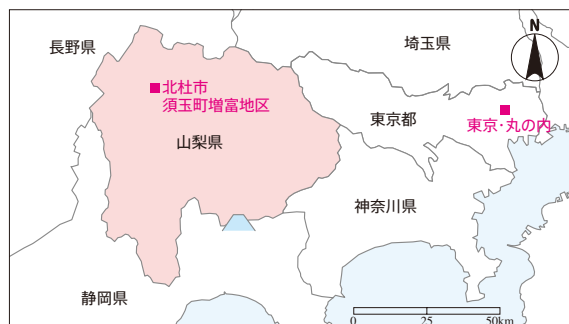 長野県
埼玉県
N
北杜市
須玉町増富地区
東京都
東京・丸の内
山梨県
神奈川県
静岡県
0 25 50km